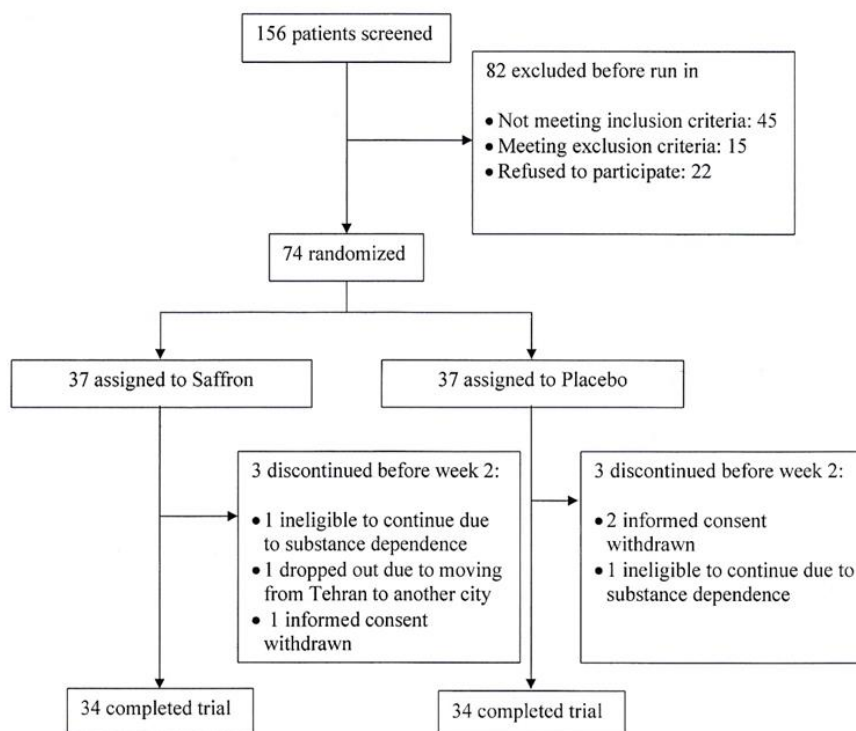 156 patients screened
82 excluded before run in
• Not meeting inclusion criteria: 45
• Meeting exclusion criteria: 15
• Refused to participate: 22
74 randomized
37 assigned to Saffron
37 assigned to Placebo
3 discontinued before week 2:
• 1 ineligible to continue due
to substance dependence
• 1 dropped out due to moving
from Tehran to another city
• 1 informed consent
withdrawn
3 discontinued before week 2:
• 2 informed consent
withdrawn
• 1 ineligible to continue due to
substance dependence
34 completed trial
34 completed trial